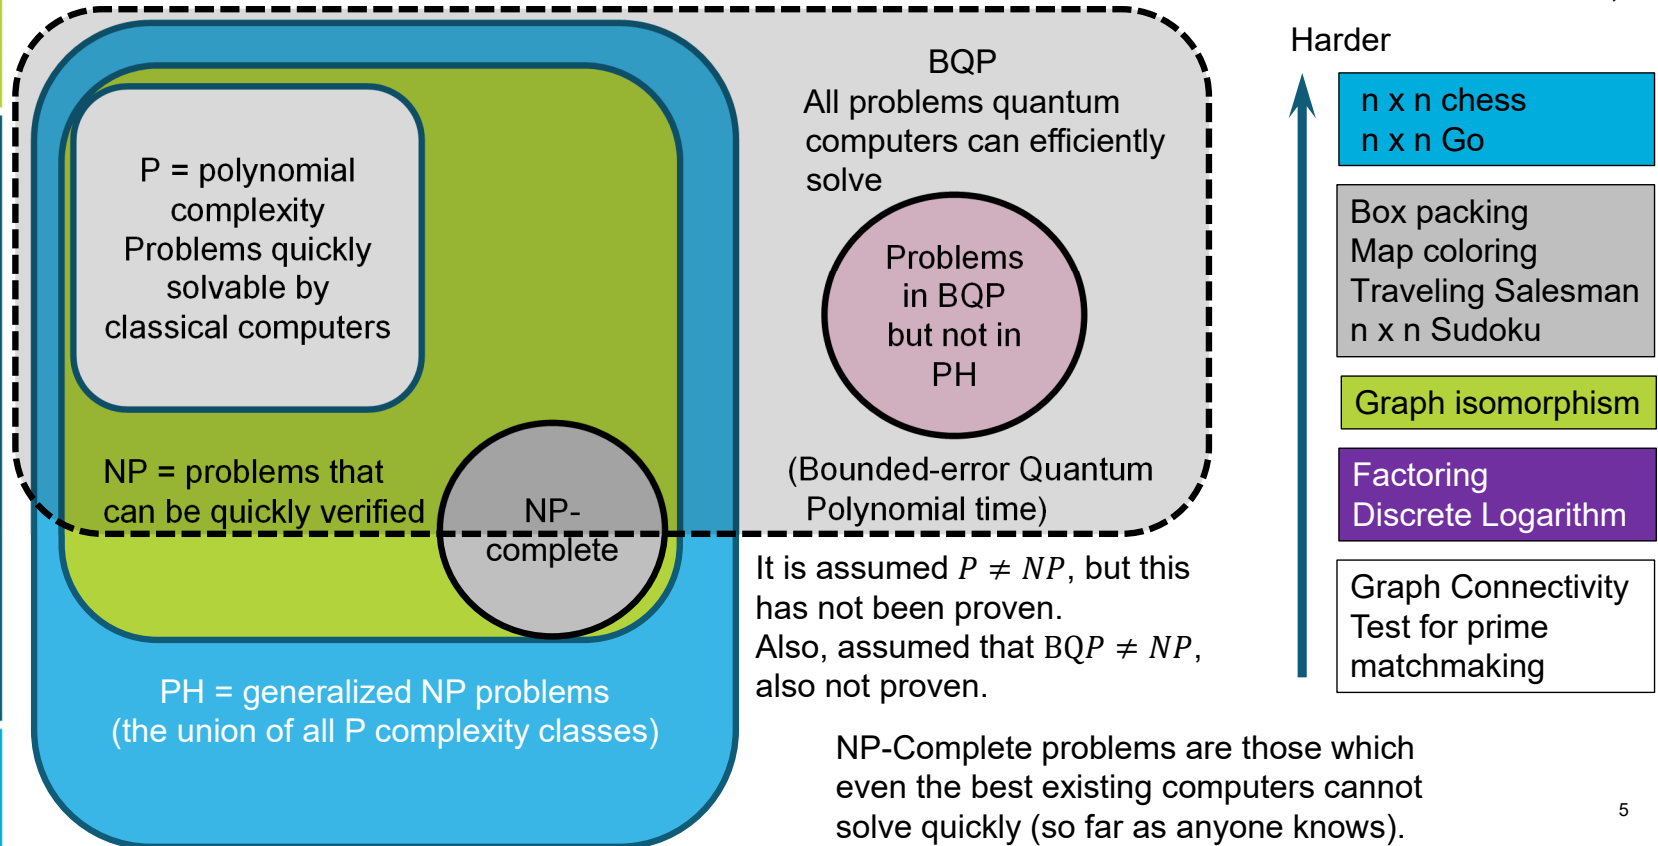 BQP
All problems quantum
computers can efficiently
solve
P = polynomial
complexity
Problems quickly
solvable by
classical computers
Problems
in BQP
but not in
PH
NP = problems that
can be quickly verified
NP-
complete
(Bounded-error Quantum
Polynomial time)
PH = generalized NP problems
(the union of all P complexity classes)
It is assumed P ≠ NP, but this
has not been proven.
Also, assumed that BQP ≠ NP,
also not proven.
NP-Complete problems are those which
even the best existing computers cannot
solve quickly (so far as anyone knows).
Harder
n x n chess
n x n Go
Box packing
Map coloring
Traveling Salesman
n x n Sudoku
Graph isomorphism
Factoring
Discrete Logarithm
Graph Connectivity
Test for prime
matchmaking
5